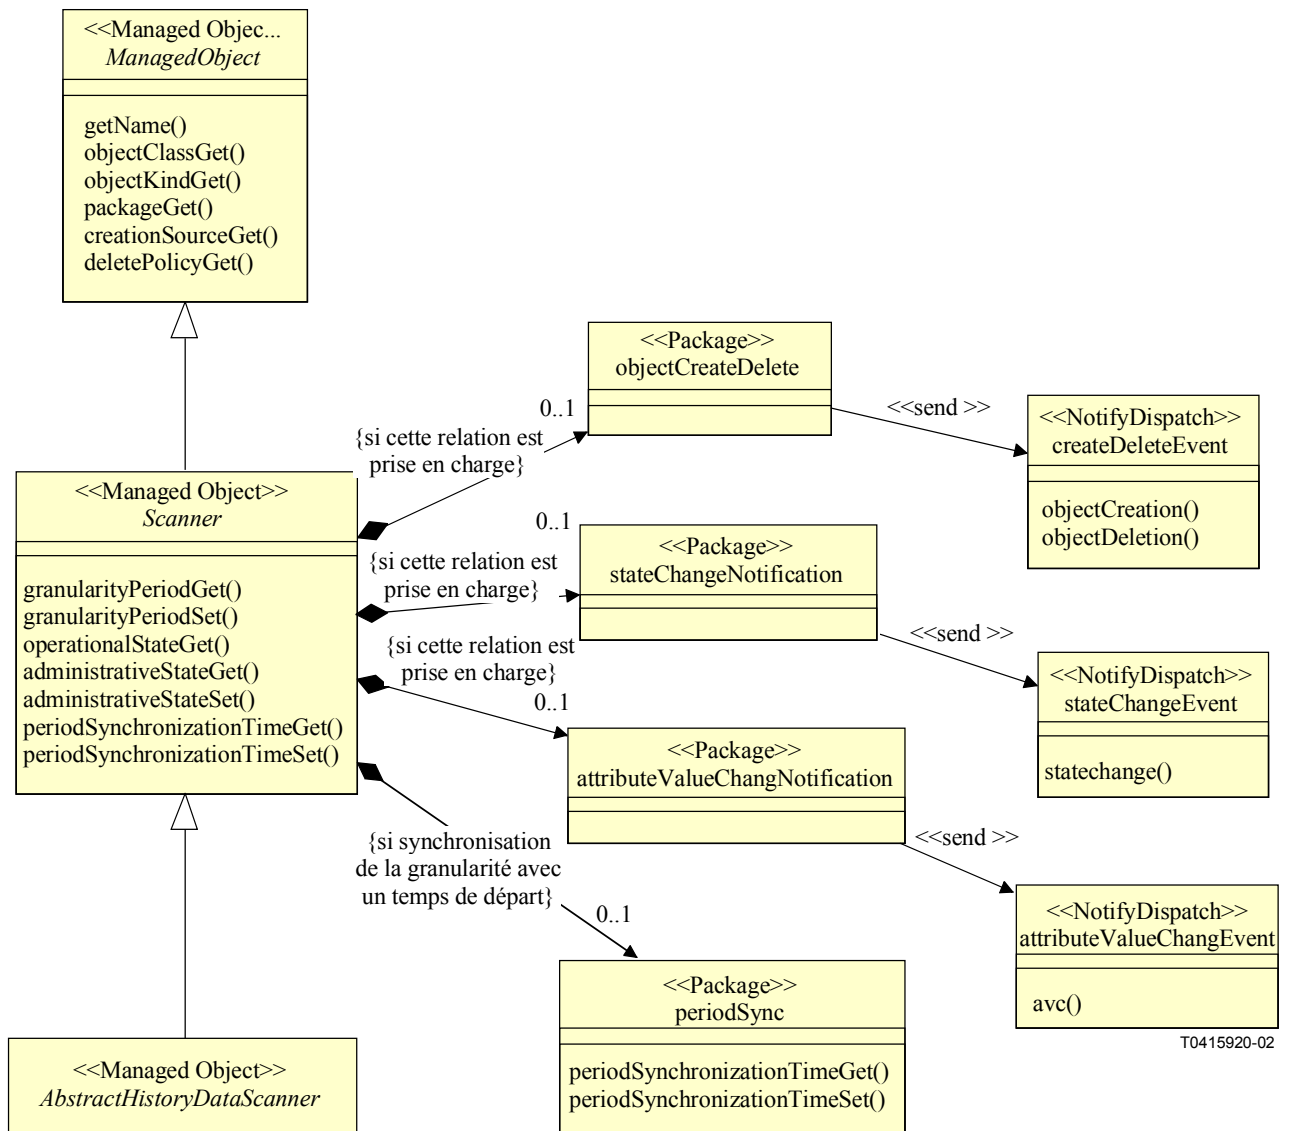 <<Managed Objec...
ManagedObject
getName()
objectClassGet()
objectKindGet()
packageGet()
creationSourceGet()
deletePolicyGet()
<<Package>>
objectCreateDelete
<<send >>
0..1
{si cette relation est
prise en charge}
<<NotifyDispatch>>
createDeleteEvent
objectCreation()
objectDeletion()
<<Managed Object>>
Scanner
granularityPeriodGet()
granularityPeriodSet()
operationalStateGet()
administrativeStateGet()
administrativeStateSet()
periodSynchronizationTimeGet()
periodSynchronizationTimeSet()
0..1
{si cette relation est
prise en charge}
<<Package>>
stateChangeNotification
<<send >>
<<NotifyDispatch>>
stateChangeEvent
statechange()
{si cette relation est
prise en charge}
0..1
<<Package>>
attributeValueChangNotification
<<send >>
<<NotifyDispatch>>
attributeValueChangEvent
avc()
{si synchronisation
de la granularité avec
un temps de départ}
0..1
<<Package>>
periodSync
periodSynchronizationTimeGet()
periodSynchronizationTimeSet()
T0415920-02
<<Managed Object>>
AbstractHistoryDataScanner